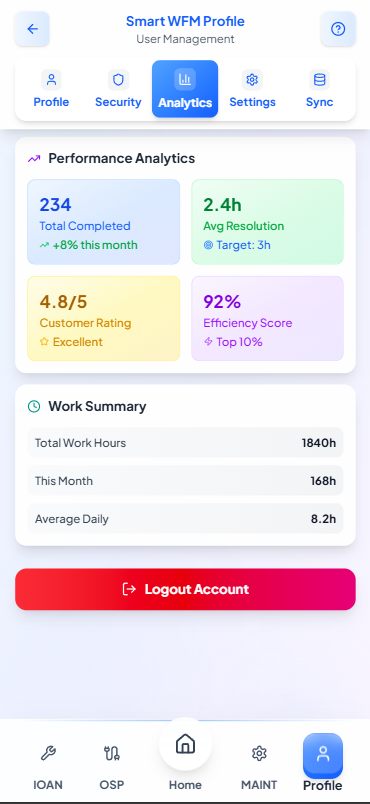 Smart WFM Profile
User Management
Profile
Security
Analytics
Settings
Sync
Performance Analytics
234
Total Completed
+8% this month
2.4h
Avg Resolution
Target: 3h
4.8/5
Customer Rating
Excellent
92%
Efficiency Score
Top 10%
Work Summary
Total Work Hours 1840h
This Month 168h
Average Daily 8.2h
Logout Account
IOAN
OSP
Home
MAINT
Profile